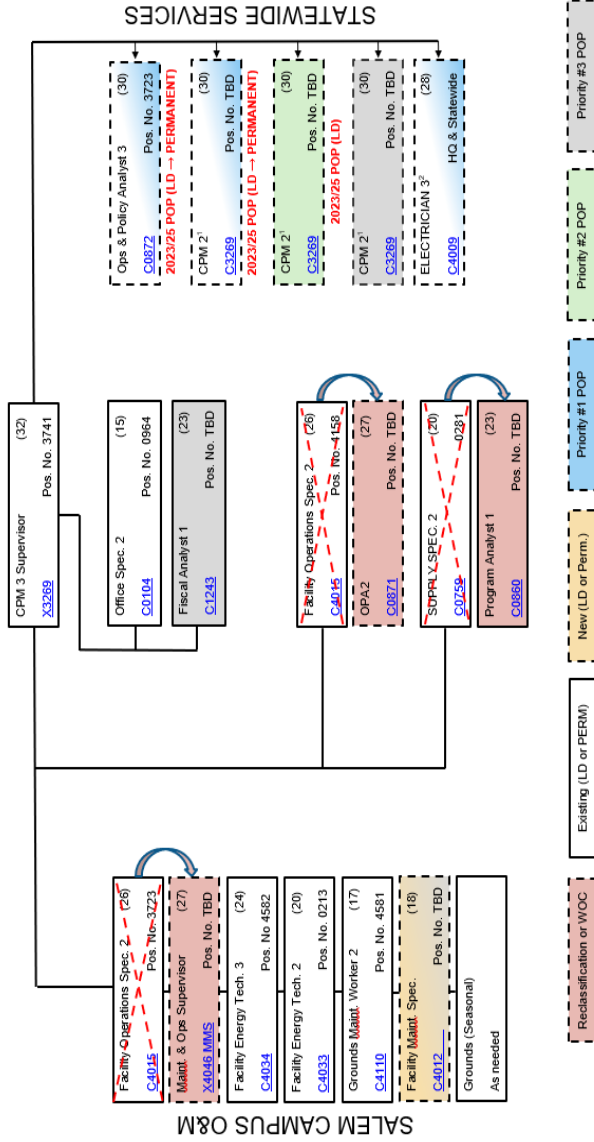 CPM 3 Supervisor (32)
X3269 Pos. No. 3741
Office Spec. 2 (15)
C0104 Pos. No. 0964
Fiscal Analyst 1 (23)
C1243 Pos. No. TBD
SALEM CAMPUS O&M
Facility Operations Spec. 2 (26)
C4015 Pos. No. 3723
Maint. & Ops Supervisor (27)
X4046 MMS Pos. No. TBD
Facility Energy Tech. 3 (24)
C4034 Pos. No 4582
Facility Energy Tech. 2 (20)
C4033 Pos. No. 0213
Grounds Maint. Worker 2 (17)
C4110 Pos. No. 4581
Facility Maint. Spec. (18)
C4012 Pos. No. TBD
Grounds (Seasonal)
As needed
Facility Operations Spec. 2 (26)
C4015 Pos. No. 4158
OPA2 (27)
C0871 Pos. No. TBD
SUPPLY SPEC. 2 (20)
C0759 0281
Program Analyst 1 (23)
C0860 Pos. No. TBD
STATEWIDE SERVICES
Ops & Policy Analyst 3 (30)
C0872 Pos. No. 3723
2023/25 POP (LD → PERMANENT)
CPM 2¹ (30)
C3269 Pos. No. TBD
2023/25 POP (LD → PERMANENT)
CPM 2¹ (30)
C3269 Pos. No. TBD
2023/25 POP (LD)
CPM 2¹ (30)
C3269 Pos. No. TBD
ELECTRICIAN 3² (28)
C4009 HQ & Statewide
Reclassification or WOC
Existing (LD or PERM)
New (LD or Perm.)
Priority #1 POP
Priority #2 POP
Priority #3 POP